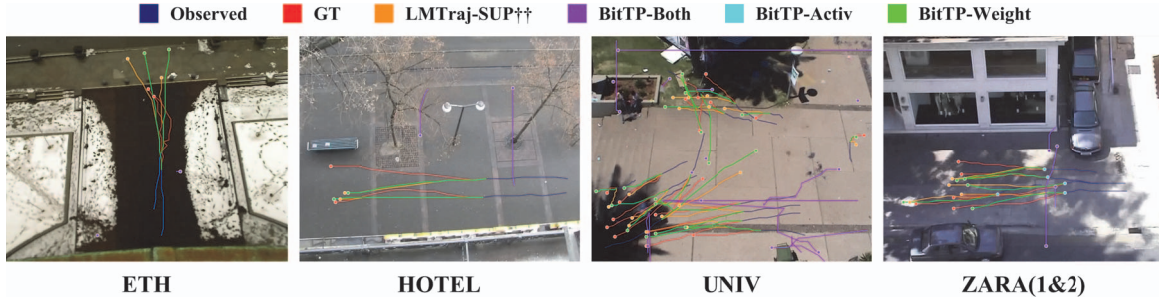 Observed GT LMTraj-SUP†† BitTP-Both BitTP-Activ BitTP-Weight
ETH HOTEL UNIV ZARA(1&2)